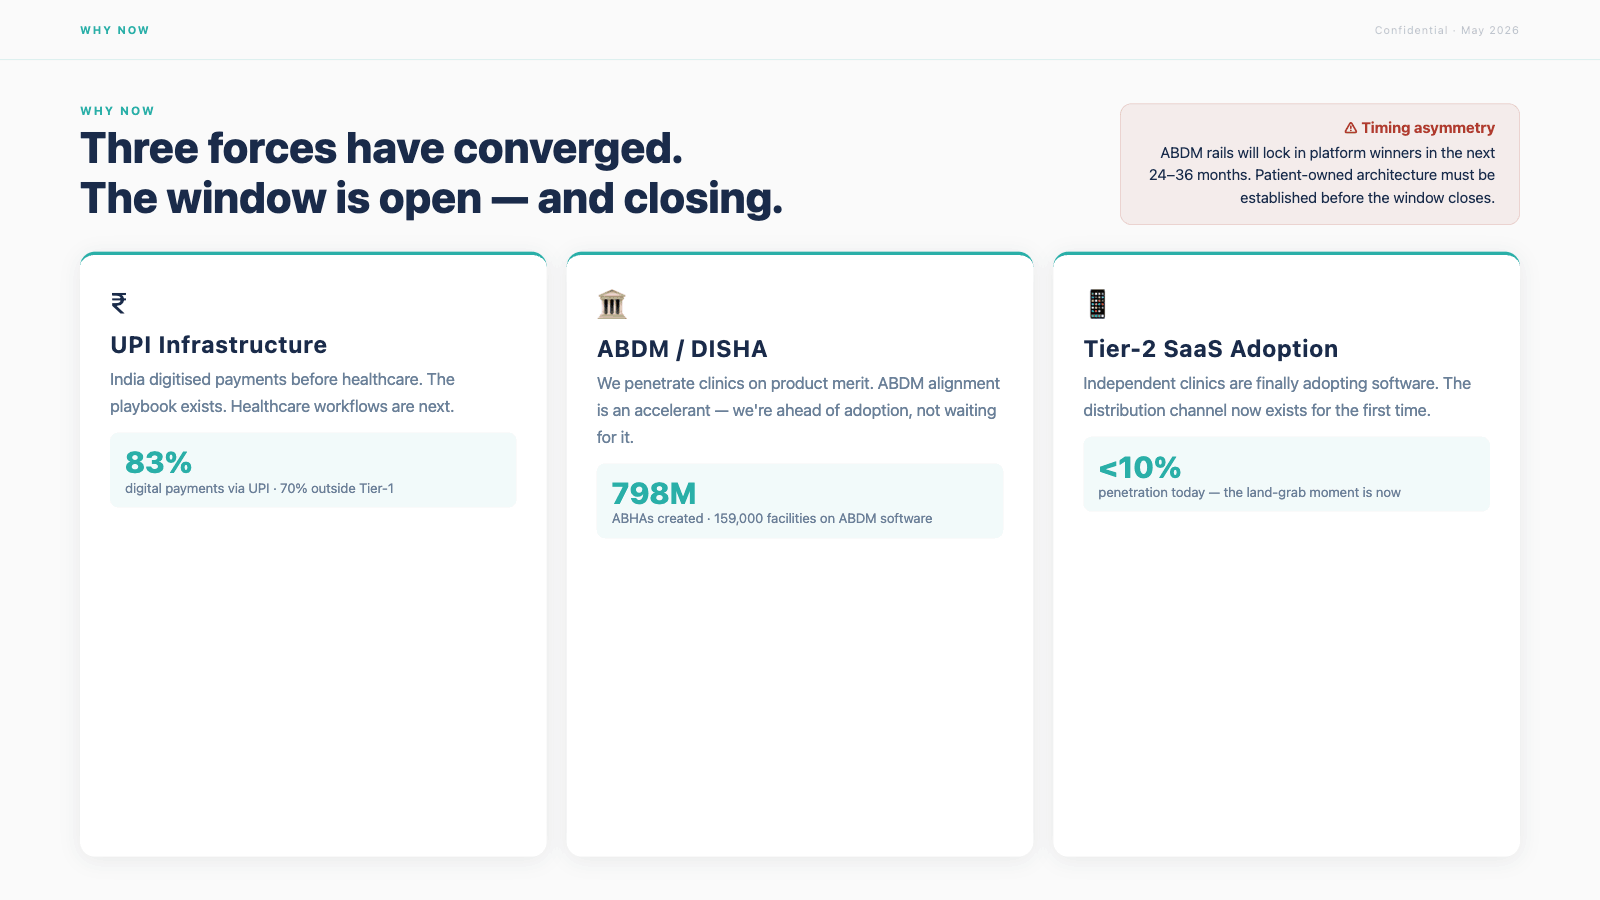 WHY NOW
Confidential · May 2026
WHY NOW
Three forces have converged.
The window is open — and closing.
⚠ Timing asymmetry
ABDM rails will lock in platform winners in the next
24–36 months. Patient-owned architecture must be
established before the window closes.
₹
UPI Infrastructure
India digitised payments before healthcare. The
playbook exists. Healthcare workflows are next.
83%
digital payments via UPI · 70% outside Tier-1
ABDM / DISHA
We penetrate clinics on product merit. ABDM alignment
is an accelerant — we're ahead of adoption, not waiting
for it.
798M
ABHAs created · 159,000 facilities on ABDM software
Tier-2 SaaS Adoption
Independent clinics are finally adopting software. The
distribution channel now exists for the first time.
<10%
penetration today — the land-grab moment is now